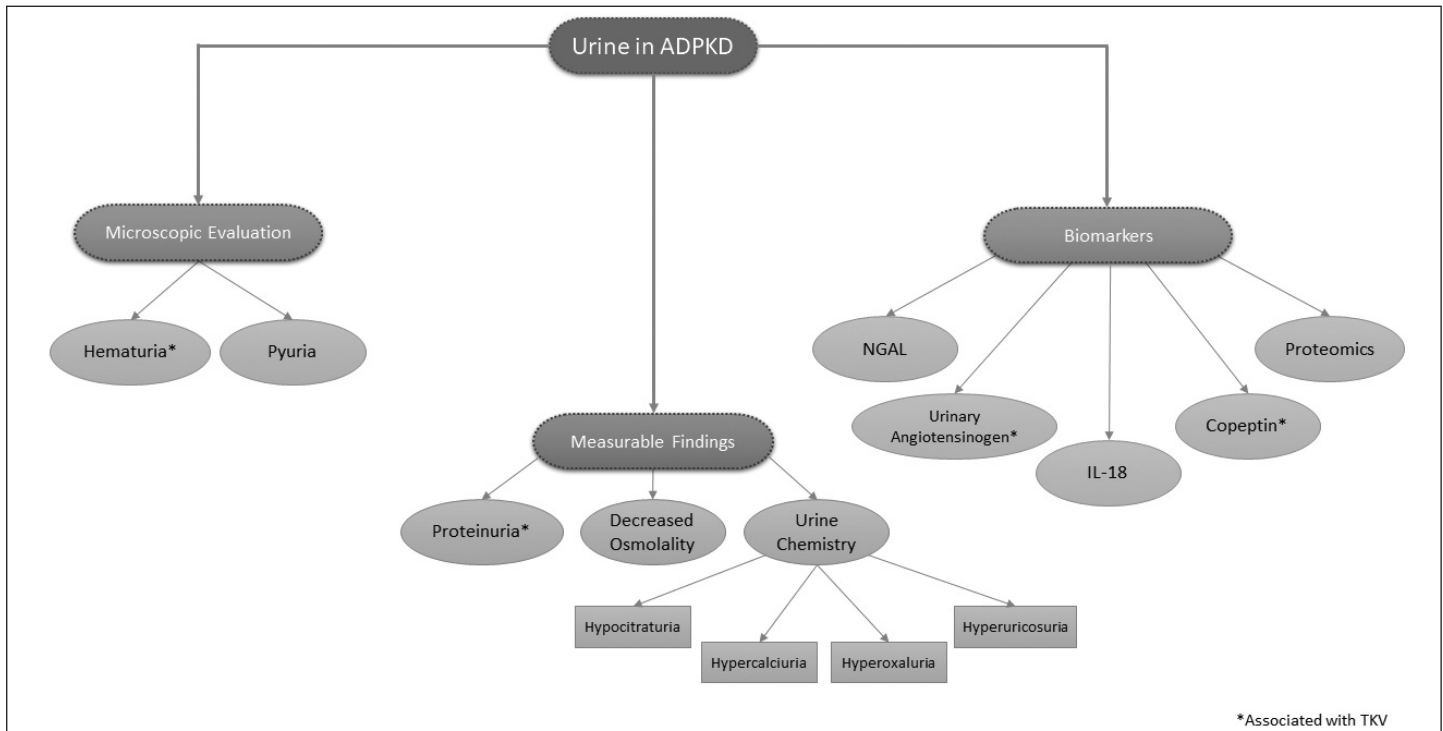 Urine in ADPKD
Microscopic Evaluation
Hematuria*
Pyuria
Measurable Findings
Proteinuria*
Decreased
Osmolality
Urine
Chemistry
Hypocitraturia
Hypercalciuria
Hyperoxaluria
Hyperuricosuria
Biomarkers
NGAL
Urinary
Angiotensinogen*
IL-18
Copeptin*
Proteomics
*Associated with TKV